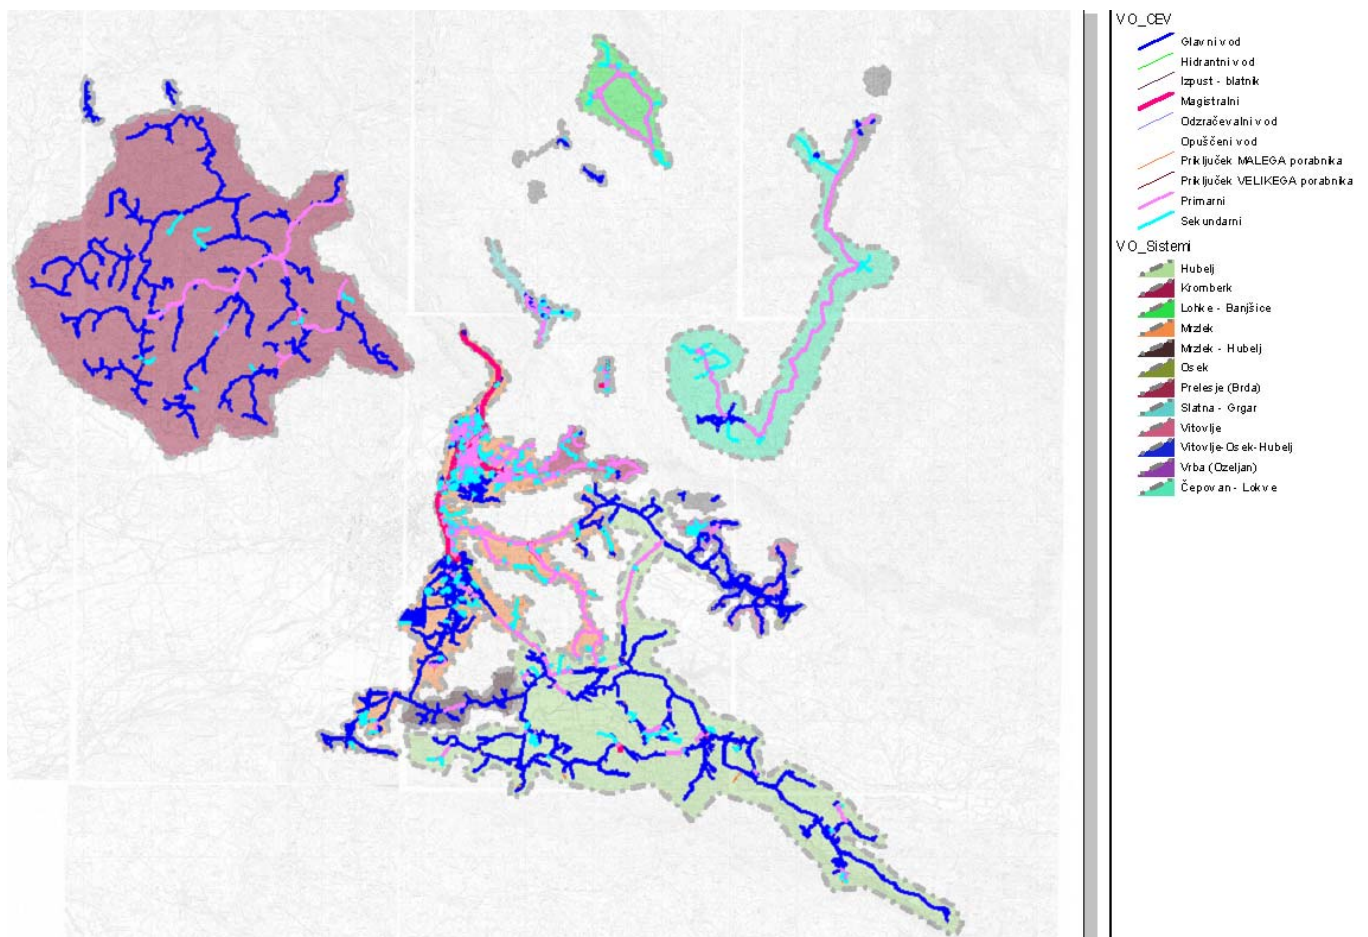 VO_CEV
Glavni vod
Hidrantni vod
Izpust - blatnik
Magistralni
Odzračevalni vod
Opuščeni vod
Priključek MALEGA porabnika
Priključek VELIKEGA porabnika
Primarni
Sekundarni
VO_Sistemi
Hubelj
Kromberk
Lohke - Banjšice
Mrzlek
Mrzlek - Hubelj
Osek
Prelesje (Brda)
Slatna - Grgar
Vitovlje
Vitovlje-Osek-Hubelj
Vrba (Ozeljan)
Čepovan - Lokve